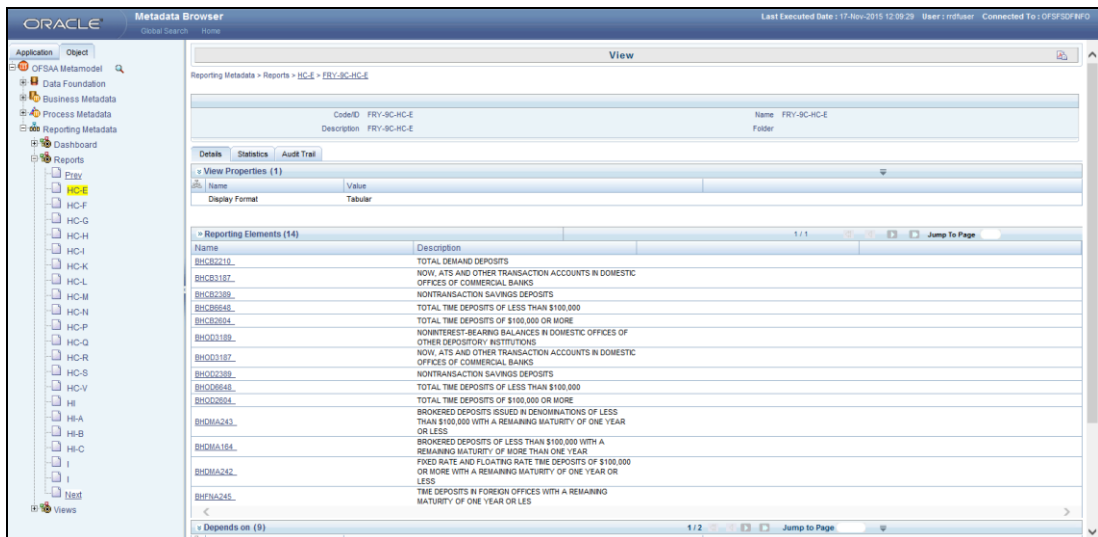 ORACLE
Metadata Browser
Global Search Home
Last Executed Date : 17-Nov-2015 12:09:29 User : rrdtuser Connected To : OFSFSDFINFO
Application Object
OFSAA Metamodel
Data Foundation
Business Metadata
Process Metadata
Reporting Metadata
Dashboard
Reports
Prev
HC-E
HC-F
HC-G
HC-H
HC-I
HC-K
HC-L
HC-M
HC-N
HC-P
HC-Q
HC-R
HC-S
HC-V
HI
HI-A
HI-B
HI-C
I
I
Next
Views
View
Reporting Metadata > Reports > HC-E > FRY-9C-HC-E
Code/ID FRY-9C-HC-E Name FRY-9C-HC-E
Description FRY-9C-HC-E Folder
Details Statistics Audit Trail
View Properties (1)
Name Value
Display Format Tabular
Reporting Elements (14) 1 / 1 Jump To Page
Name Description
BHCB2210 TOTAL DEMAND DEPOSITS
BHCB3187 NOW, ATS AND OTHER TRANSACTION ACCOUNTS IN DOMESTIC
OFFICES OF COMMERCIAL BANKS
BHCB2389 NONTRANSACTION SAVINGS DEPOSITS
BHCB6648 TOTAL TIME DEPOSITS OF LESS THAN $100,000
BHCB2604 TOTAL TIME DEPOSITS OF $100,000 OR MORE
BHOD3189 NONINTEREST-BEARING BALANCES IN DOMESTIC OFFICES OF
OTHER DEPOSITORY INSTITUTIONS
BHOD3187 NOW, ATS AND OTHER TRANSACTION ACCOUNTS IN DOMESTIC
OFFICES OF COMMERCIAL BANKS
BHOD2389 NONTRANSACTION SAVINGS DEPOSITS
BHOD6648 TOTAL TIME DEPOSITS OF LESS THAN $100,000
BHOD2604 TOTAL TIME DEPOSITS OF $100,000 OR MORE
BHDMA243 BROKERED DEPOSITS ISSUED IN DENOMINATIONS OF LESS
THAN $100,000 WITH A REMAINING MATURITY OF ONE YEAR
OR LESS
BHDMA164 BROKERED DEPOSITS OF LESS THAN $100,000 WITH A
REMAINING MATURITY OF MORE THAN ONE YEAR
BHDMA242 FIXED RATE AND FLOATING RATE TIME DEPOSITS OF $100,000
OR MORE WITH A REMAINING MATURITY OF ONE YEAR OR
LESS
BHFNA245 TIME DEPOSITS IN FOREIGN OFFICES WITH A REMAINING
MATURITY OF ONE YEAR OR LES
Depends on (9) 1 / 2 Jump to Page